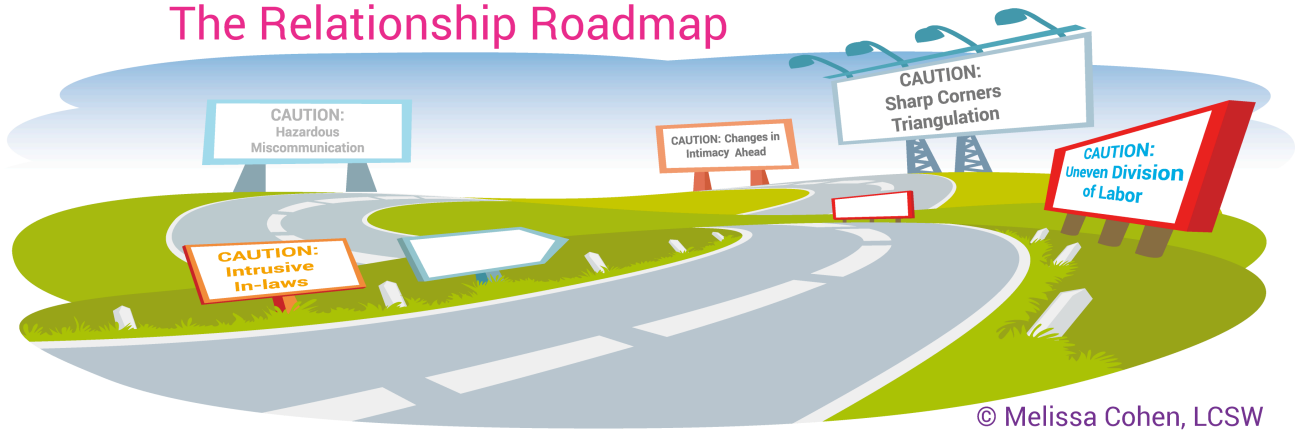 The Relationship Roadmap
CAUTION:
Hazardous
Miscommunication
CAUTION: Changes in
Intimacy Ahead
CAUTION:
Sharp Corners
Triangulation
CAUTION:
Uneven Division
of Labor
CAUTION:
Intrusive
In-laws
© Melissa Cohen, LCSW